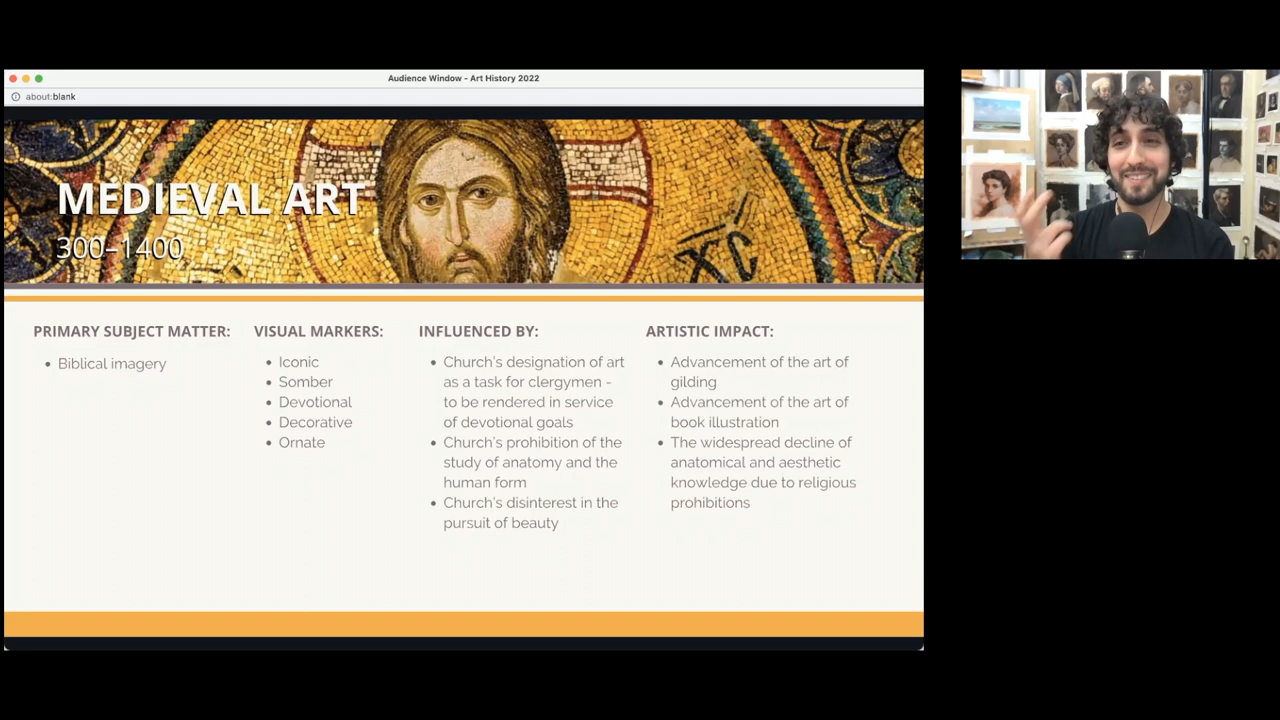 Audience Window - Art History 2022
about:blank
MEDIEVAL ART
300–1400
PRIMARY SUBJECT MATTER:
• Biblical imagery
VISUAL MARKERS:
• Iconic
• Somber
• Devotional
• Decorative
• Ornate
INFLUENCED BY:
• Church's designation of art
as a task for clergymen -
to be rendered in service
of devotional goals
• Church's prohibition of the
study of anatomy and the
human form
• Church's disinterest in the
pursuit of beauty
ARTISTIC IMPACT:
• Advancement of the art of
gilding
• Advancement of the art of
book illustration
• The widespread decline of
anatomical and aesthetic
knowledge due to religious
prohibitions